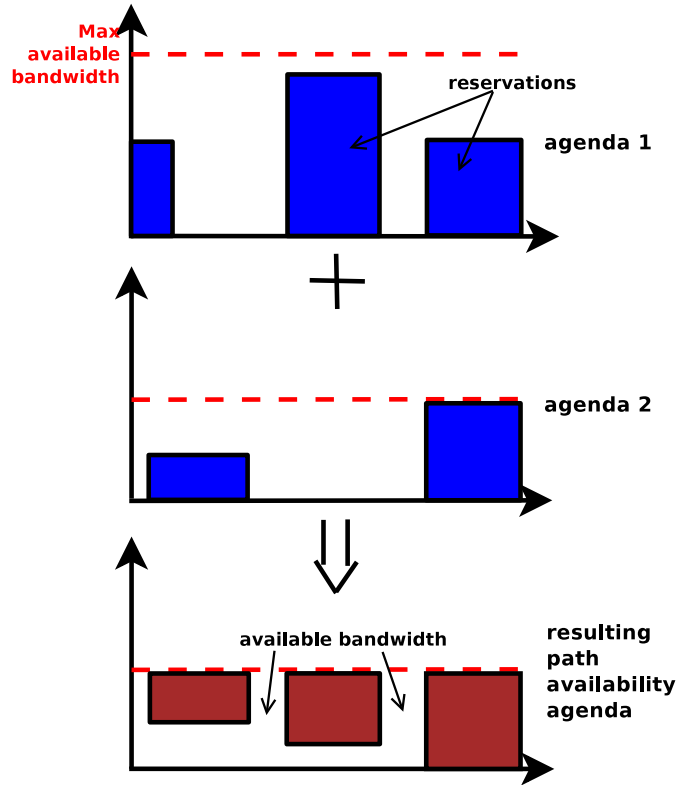 Max
available
bandwidth
reservations
agenda 1
agenda 2
available bandwidth
resulting
path
availability
agenda